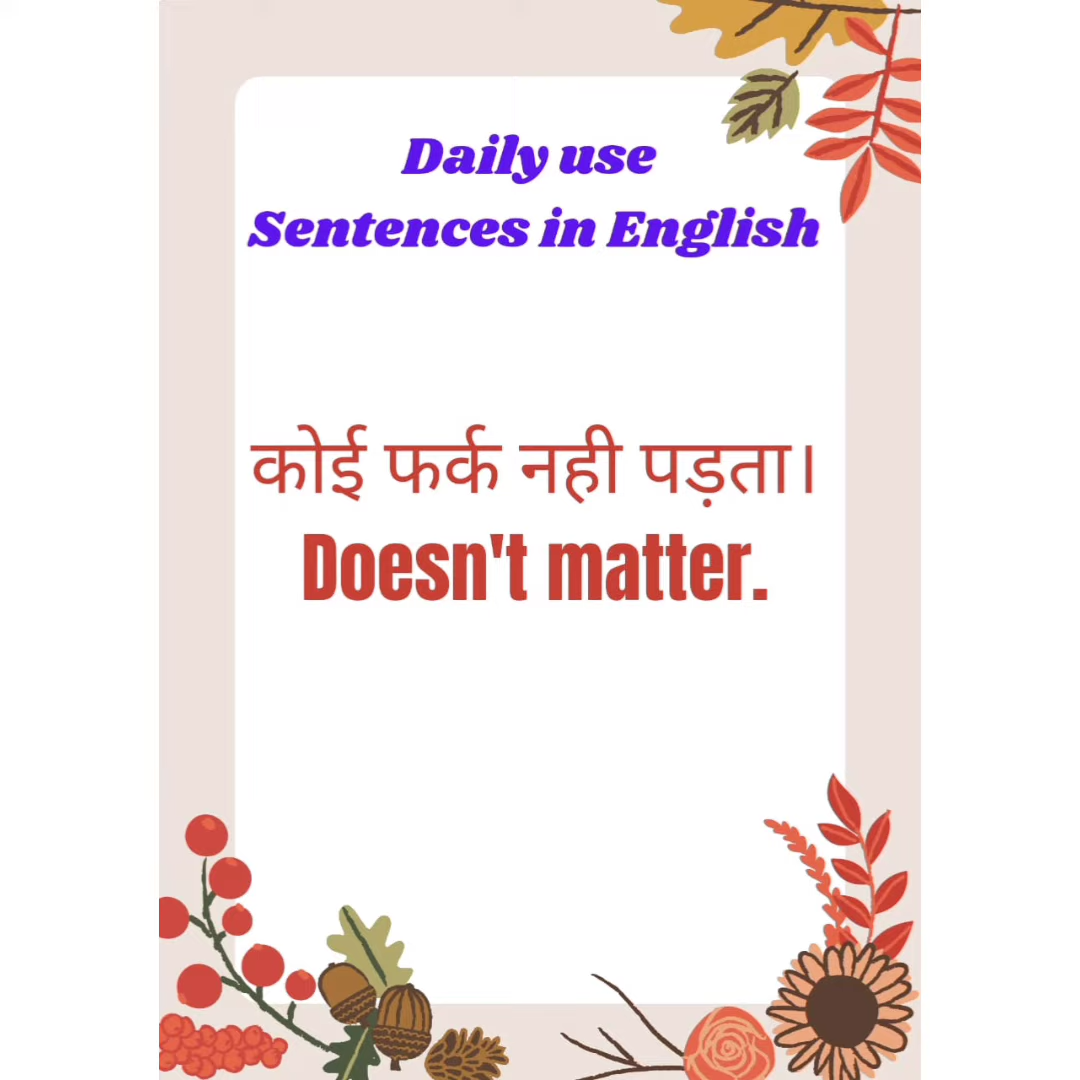 Daily use
Sentences in English
कोई फर्क नही पड़ता।
Doesn't matter.